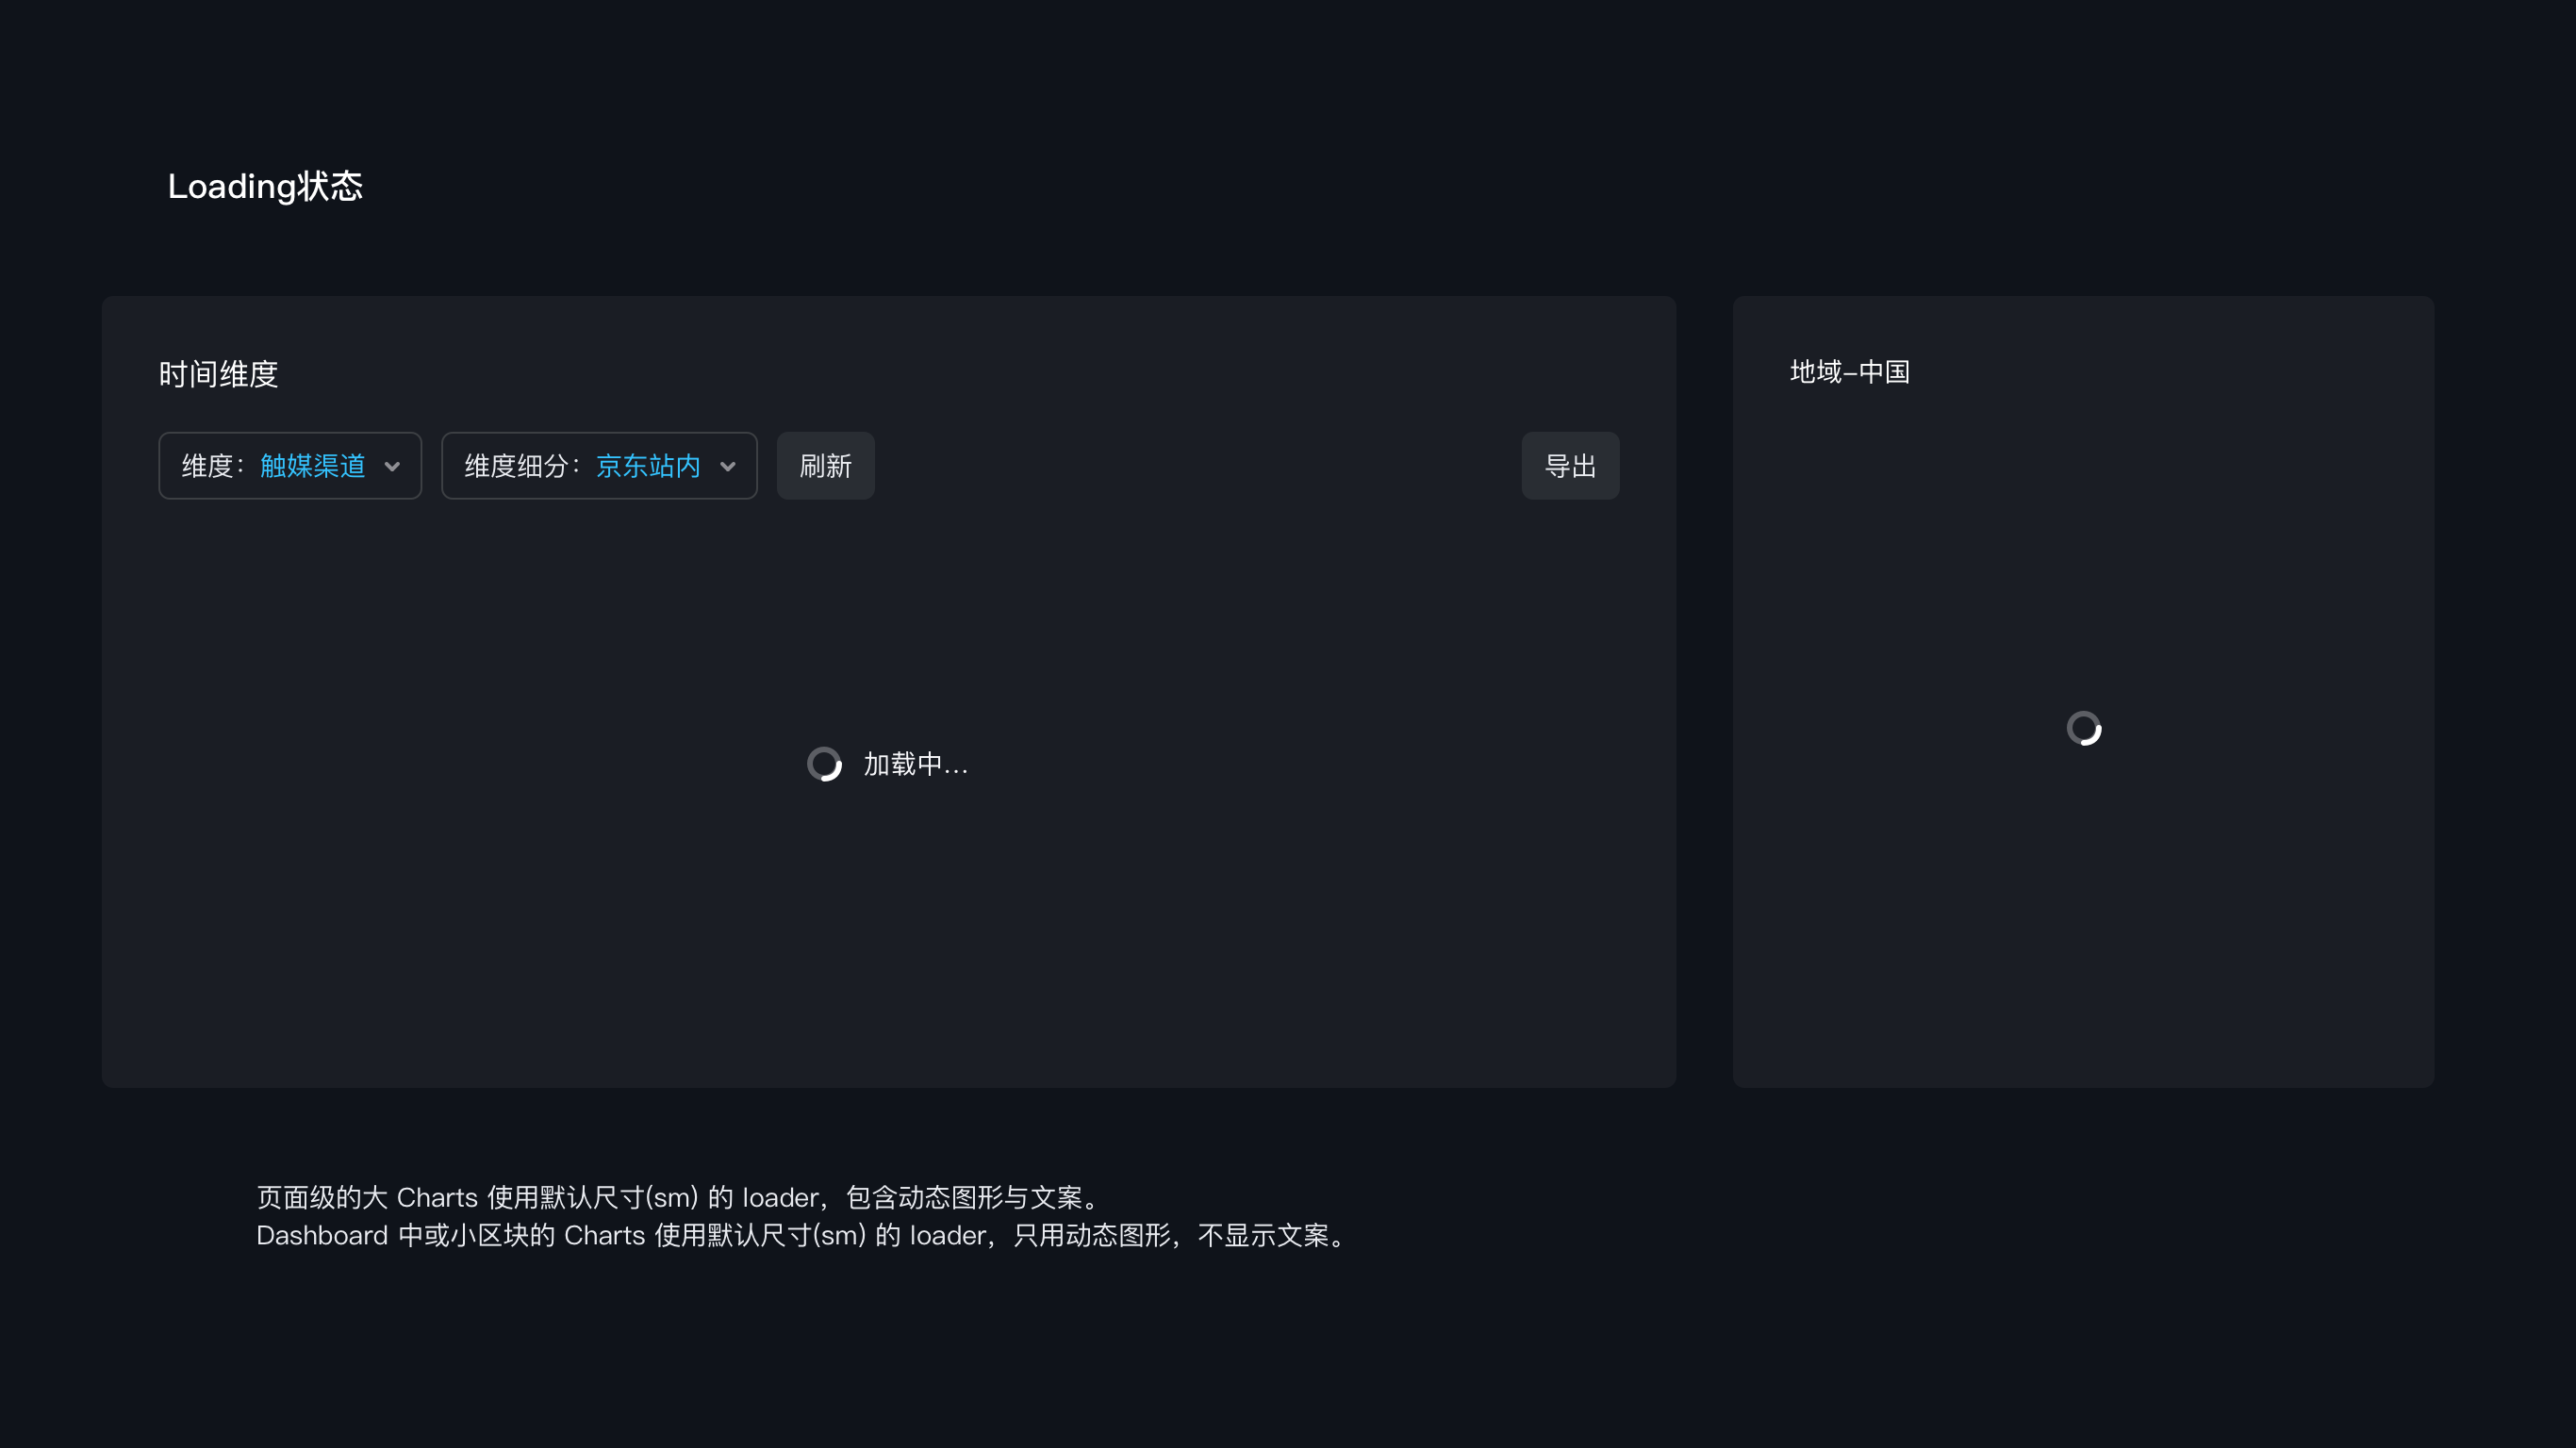 Loading状态
时间维度
地域-中国
维度：触媒渠道
维度细分：京东站内
刷新
导出
加载中...
页面级的大 Charts 使用默认尺寸(sm) 的 loader，包含动态图形与文案。
Dashboard 中或小区块的 Charts 使用默认尺寸(sm) 的 loader，只用动态图形，不显示文案。